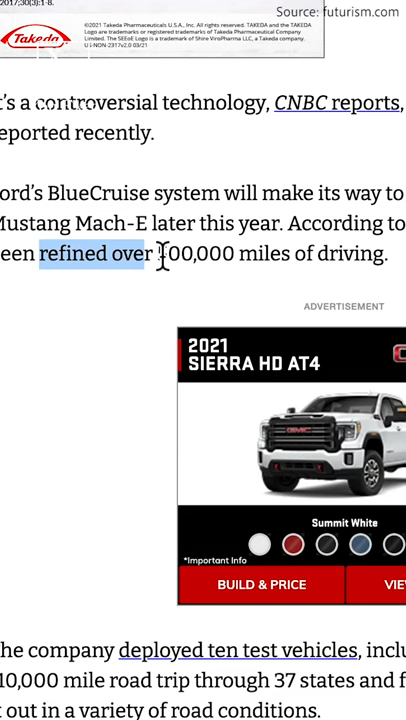 Source: futurism.com
2017;30(3):1-8.
Takeda
©2021 Takeda Pharmaceuticals U.S.A., Inc. All rights reserved. TAKEDA and the TAKEDA
Logo are trademarks or registered trademarks of Takeda Pharmaceutical Company
Limited. The SEEoE Logo is a trademark of Shire ViroPharma LLC, a Takeda company.
-NON-2317v2.0 03/21
t's a controversial technology, CNBC reports,
eported recently.
ord's BlueCruise system will make its way to
Mustang Mach-E later this year. According to
een refined over 00,000 miles of driving.
ADVERTISEMENT
2021
SIERRA HD AT4
GMC
Summit White
*Important Info
BUILD & PRICE
VIE
he company deployed ten test vehicles, inclu
10,000 mile road trip through 37 states and f
t out in a variety of road conditions.